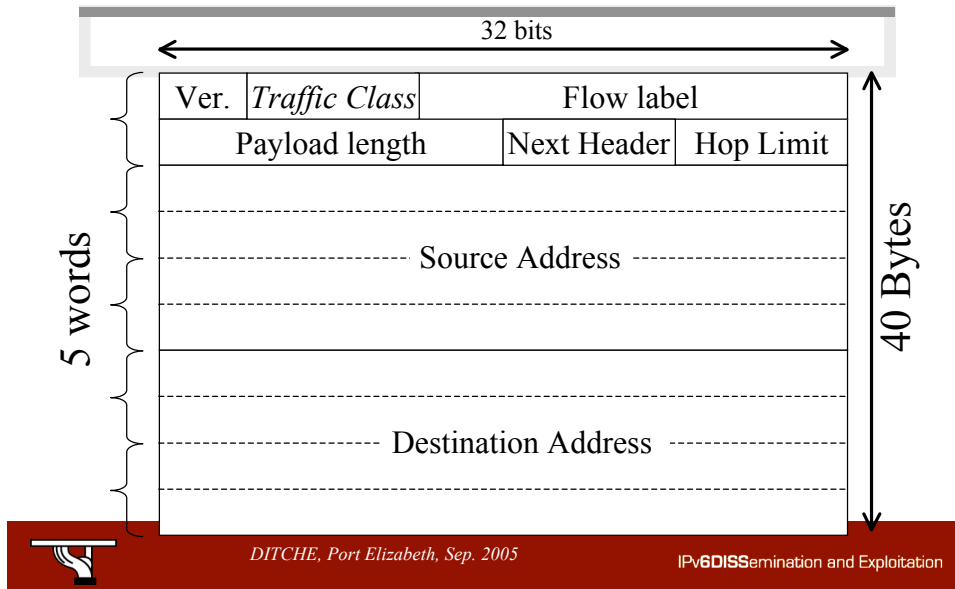 32 bits
Ver. Traffic Class Flow label
Payload length Next Header Hop Limit
Source Address
Destination Address
5 words
40 Bytes
DITCHE, Port Elizabeth, Sep. 2005
IPv6DISSemination and Exploitation